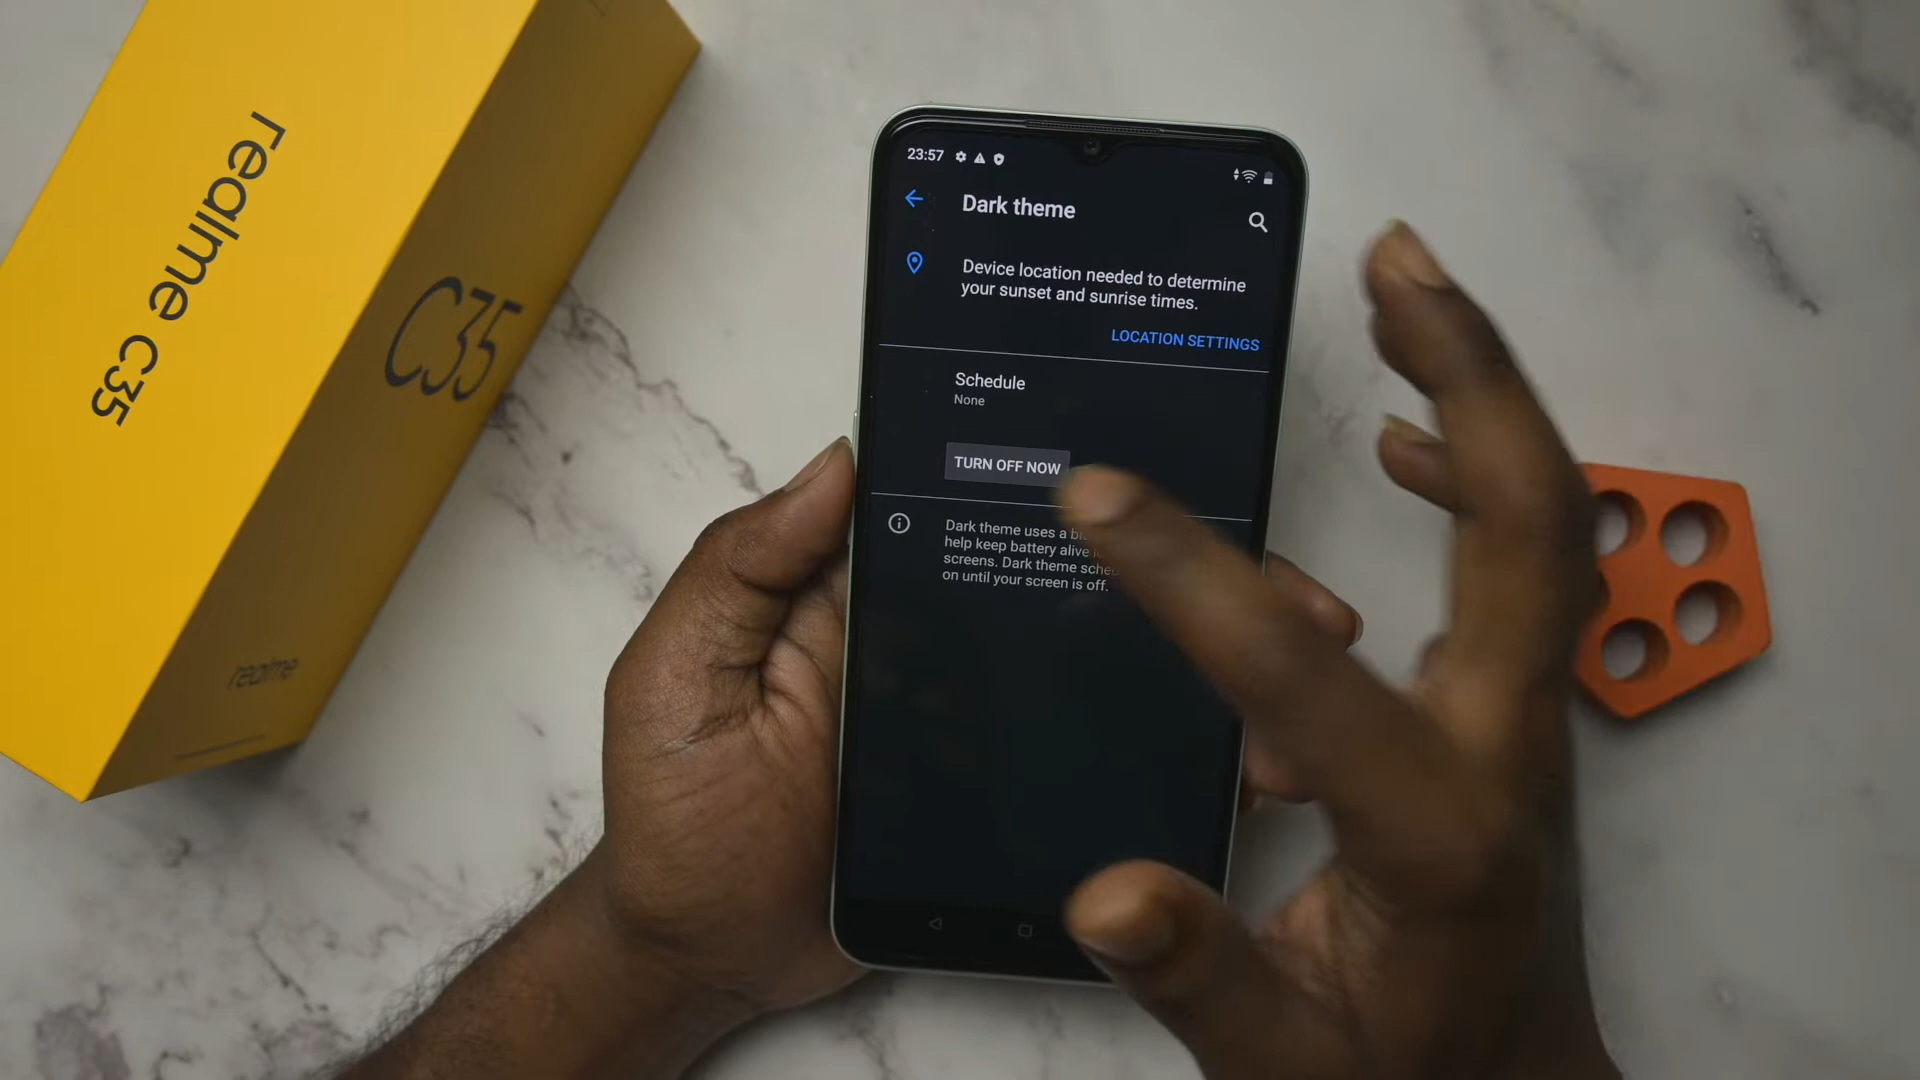 realme C35
C35
realme
23:57
Dark theme
Device location needed to determine
your sunset and sunrise times.
LOCATION SETTINGS
Schedule
None
TURN OFF NOW
Dark theme uses a
help keep battery alive
screens. Dark theme
on until your screen is off.